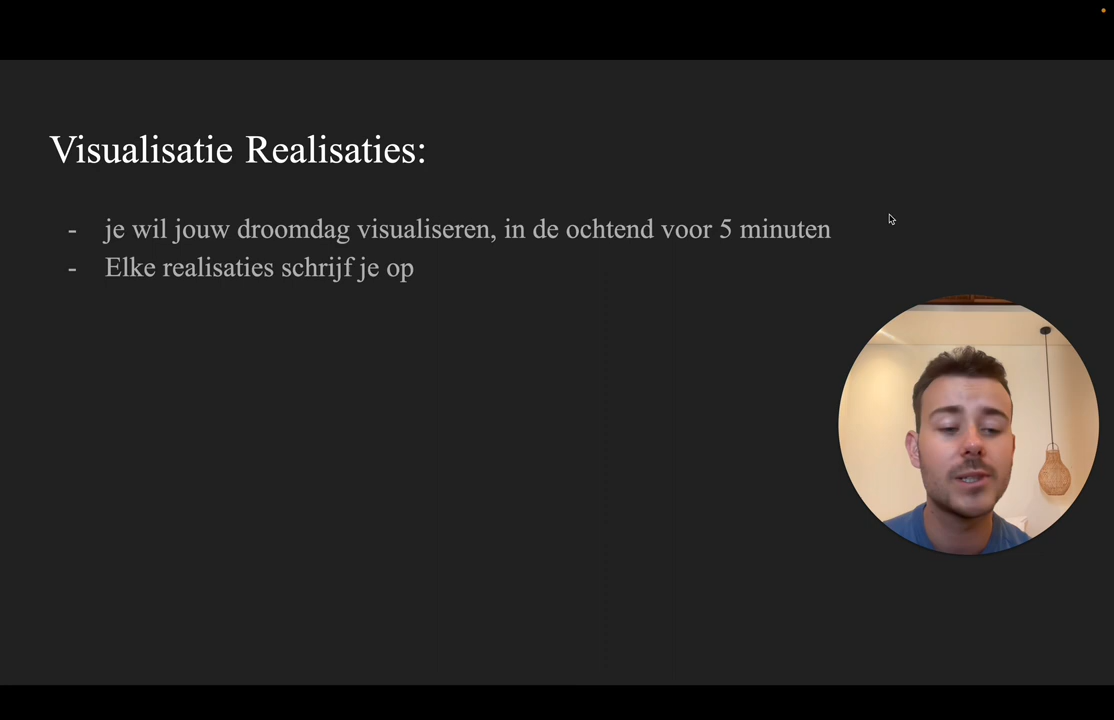 Visualisatie Realisaties:
- je wil jouw droomdag visualiseren, in de ochtend voor 5 minuten
- Elke realisaties schrijf je op